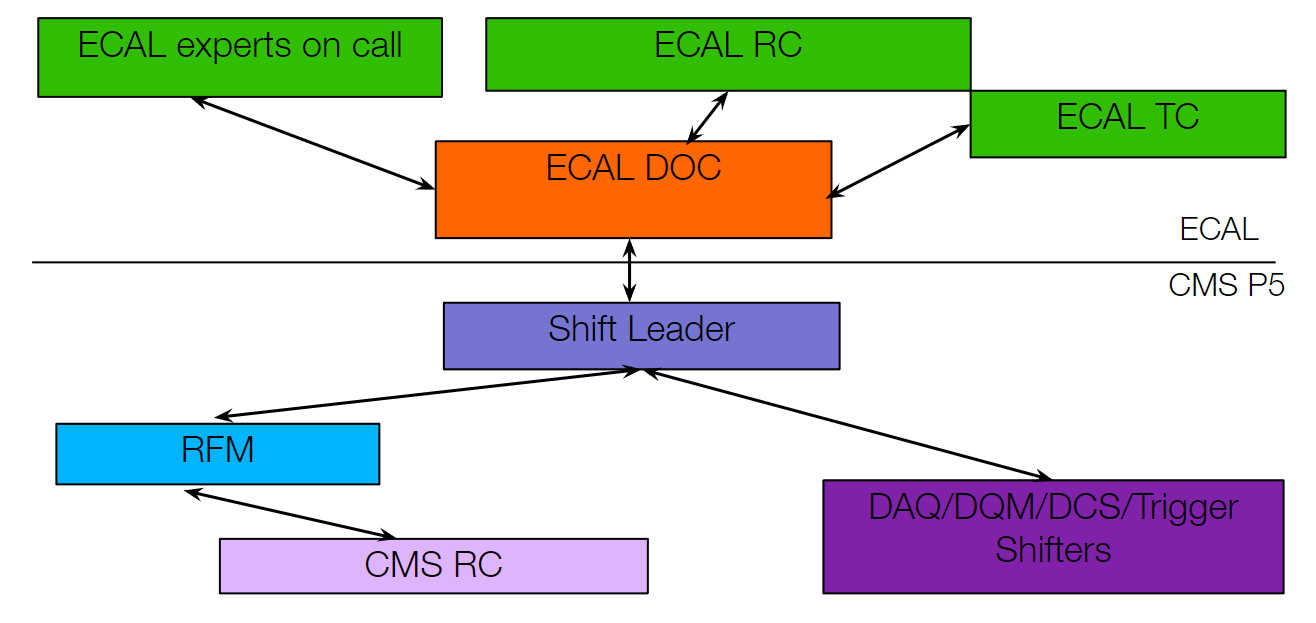 ECAL experts on call
ECAL RC
ECAL TC
ECAL DOC
ECAL
CMS P5
Shift Leader
RFM
DAQ/DQM/DCS/Trigger
Shifters
CMS RC